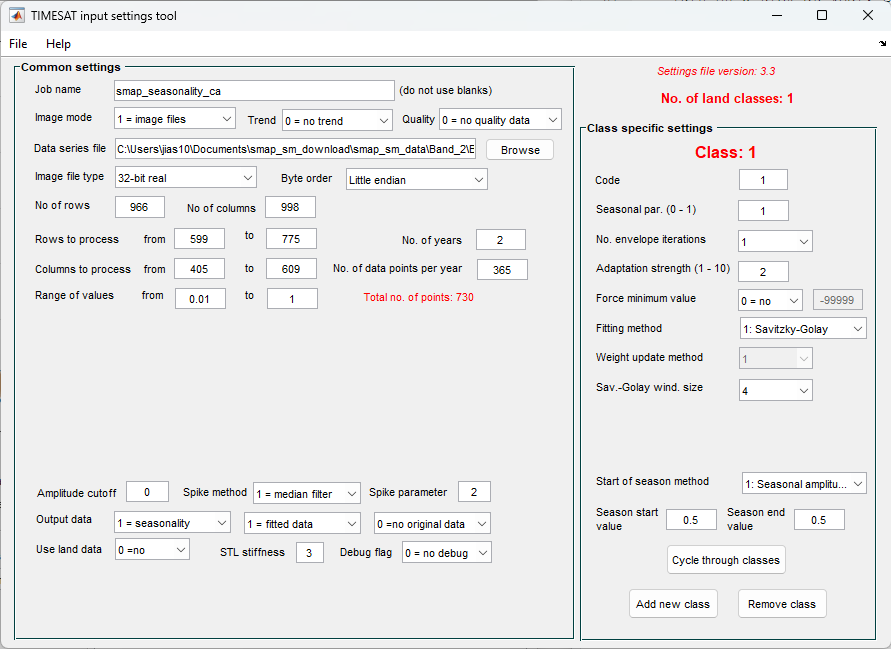 TIMESAT input settings tool
File Help
Common settings
Job name smap_seasonality_ca (do not use blanks)
Image mode 1 = image files Trend 0 = no trend Quality 0 = no quality data
Data series file C:\Users\jias10\Documents\smap_sm_download\smap_sm_data\Band_2\E Browse
Image file type 32-bit real Byte order Little endian
No of rows 966 No of columns 998
Rows to process from 599 to 775 No. of years 2
Columns to process from 405 to 609 No. of data points per year 365
Range of values from 0.01 to 1 Total no. of points: 730
Amplitude cutoff 0 Spike method 1 = median filter Spike parameter 2
Output data 1 = seasonality 1 = fitted data 0 =no original data
Use land data 0 =no STL stiffness 3 Debug flag 0 = no debug
Settings file version: 3.3
No. of land classes: 1
Class specific settings
Class: 1
Code 1
Seasonal par. (0 - 1) 1
No. envelope iterations 1
Adaptation strength (1 - 10) 2
Force minimum value 0 = no -99999
Fitting method 1: Savitzky-Golay
Weight update method 1
Sav.-Golay wind. size 4
Start of season method 1: Seasonal amplitu...
Season start value 0.5 Season end value 0.5
Cycle through classes
Add new class Remove class